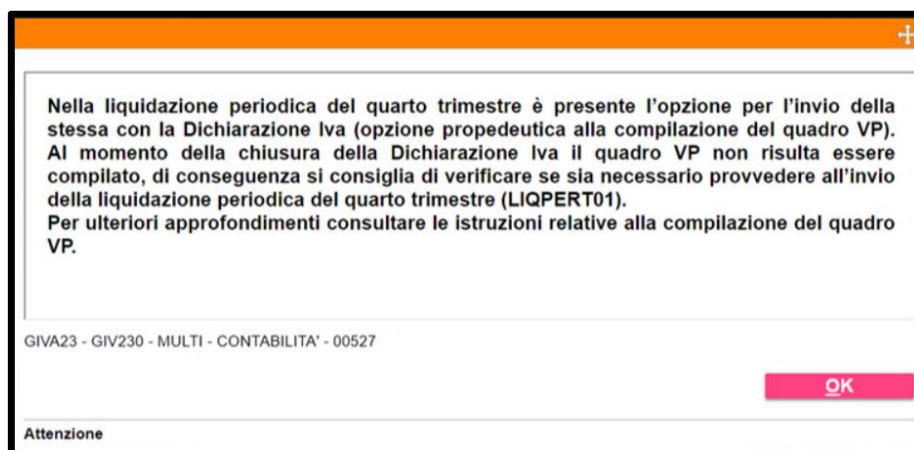 Nella liquidazione periodica del quarto trimestre è presente l'opzione per l'invio della
stessa con la Dichiarazione Iva (opzione propedeutica alla compilazione del quadro VP).
Al momento della chiusura della Dichiarazione Iva il quadro VP non risulta essere
compilato, di conseguenza si consiglia di verificare se sia necessario provvedere all'invio
della liquidazione periodica del quarto trimestre (LIQPERT01).
Per ulteriori approfondimenti consultare le istruzioni relative alla compilazione del quadro
VP.
GIVA23 - GIV230 - MULTI - CONTABILITA' - 00527
OK
Attenzione